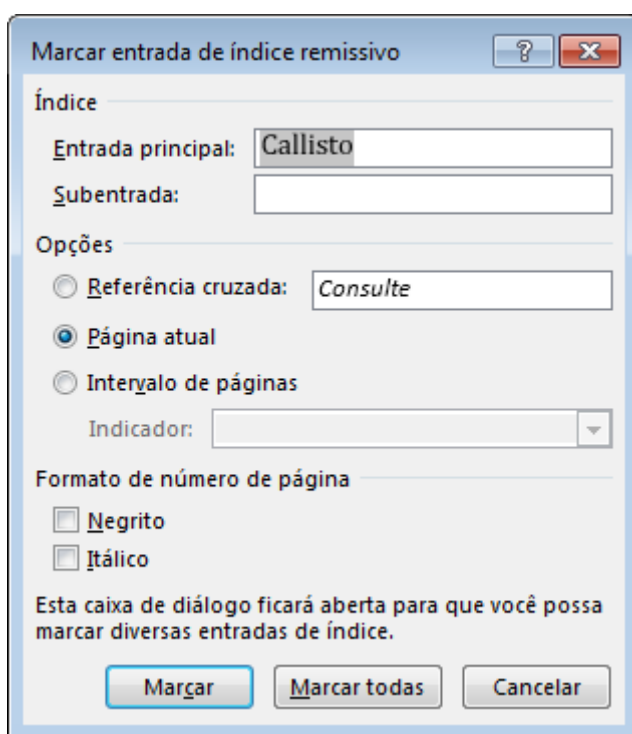 Marcar entrada de índice remissivo
Índice
Entrada principal: Callisto
Subentrada:
Opções
Referência cruzada: Consulte
Página atual
Intervalo de páginas
Indicador:
Formato de número de página
Negrito
Itálico
Esta caixa de diálogo ficará aberta para que você possa
marcar diversas entradas de índice.
Marcar Marcar todas Cancelar